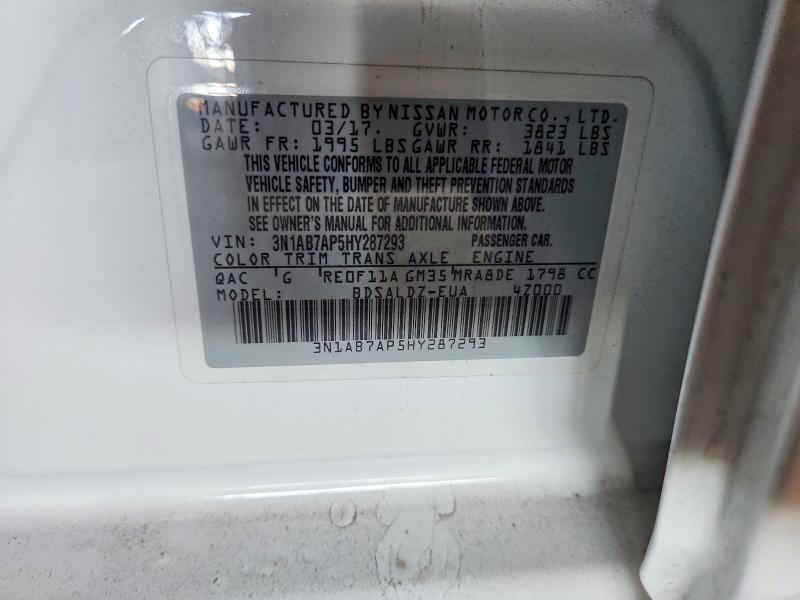 MANUFACTURED BY NISSAN MOTOR CO., LTD.
DATE: 03/17. GVWR: 3823 LBS
GAWR FR: 1995 LBS GAWR RR: 1841 LBS
THIS VEHICLE CONFORMS TO ALL APPLICABLE FEDERAL MOTOR
VEHICLE SAFETY, BUMPER AND THEFT PREVENTION STANDARDS
IN EFFECT ON THE DATE OF MANUFACTURE SHOWN ABOVE.
SEE OWNER'S MANUAL FOR ADDITIONAL INFORMATION.
VIN: 3N1AB7AP5HY287293 PASSENGER CAR.
COLOR TRIM TRANS AXLE ENGINE
QAC G RE0F11A GM35 MRA8DE 1798 CC
MODEL: BDSALDZ-EUA 4Z000
3N1AB7AP5HY287293